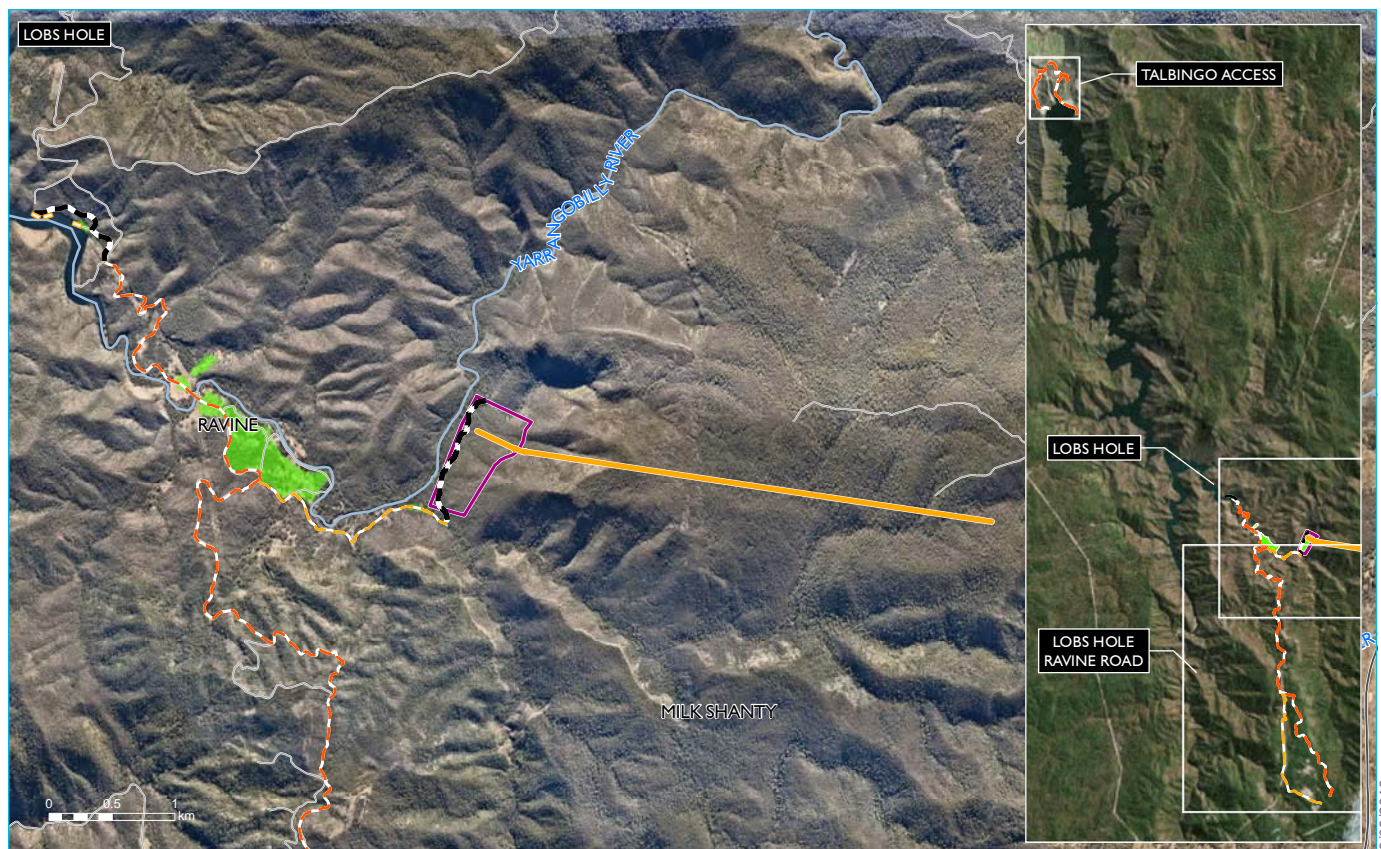 LOBS HOLE
TALBINGO ACCESS
YARRANGOBILLY RIVER
RAVINE
LOBS HOLE
LOBS HOLE
RAVINE ROAD
MILK SHANTY
0 0.5 1
km